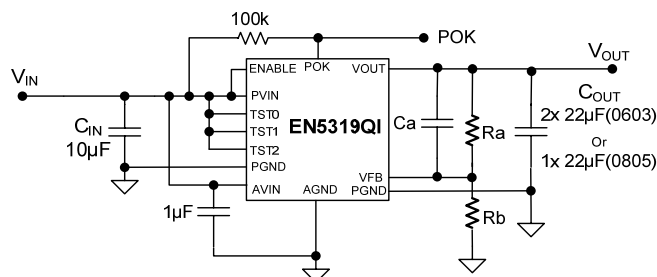 100k
POK
V_IN
ENABLE
POK
VOUT
V_OUT
PVIN
TST0
TST1
TST2
PGND
AVIN
AGND
EN5319QI
VFB
PGND
C_IN
10µF
1µF
Ca
Ra
Rb
C_OUT
2x 22µF(0603)
Or
1x 22µF(0805)